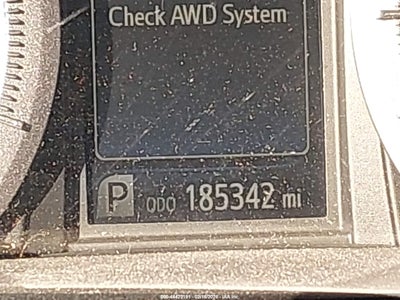 Check AWD System
P ODO 185342 mi